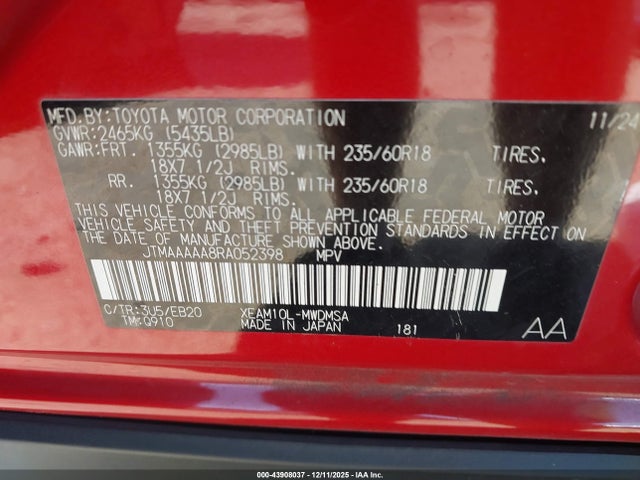 MFD.BY:TOYOTA MOTOR CORPORATION 11/24
GVWR:2465KG (5435LB)
GAWR:FRT. 1355KG (2985LB) WITH 235/60R18 TIRES.
18X7 1/2J RIMS.
RR. 1355KG (2985LB) WITH 235/60R18 TIRES.
18X7 1/2J RIMS.
THIS VEHICLE CONFORMS TO ALL APPLICABLE FEDERAL MOTOR
VEHICLE SAFETY AND THEFT PREVENTION STANDARDS IN EFFECT ON
THE DATE OF MANUFACTURE SHOWN ABOVE.
JTMAAAAA8RA052398 MPV
C/TR:3U5/EB20 XEAM10L-MWDMSA
TM:Q910 MADE IN JAPAN 181 AA
000-43908037 - 12/11/2025 - IAAI, Inc.